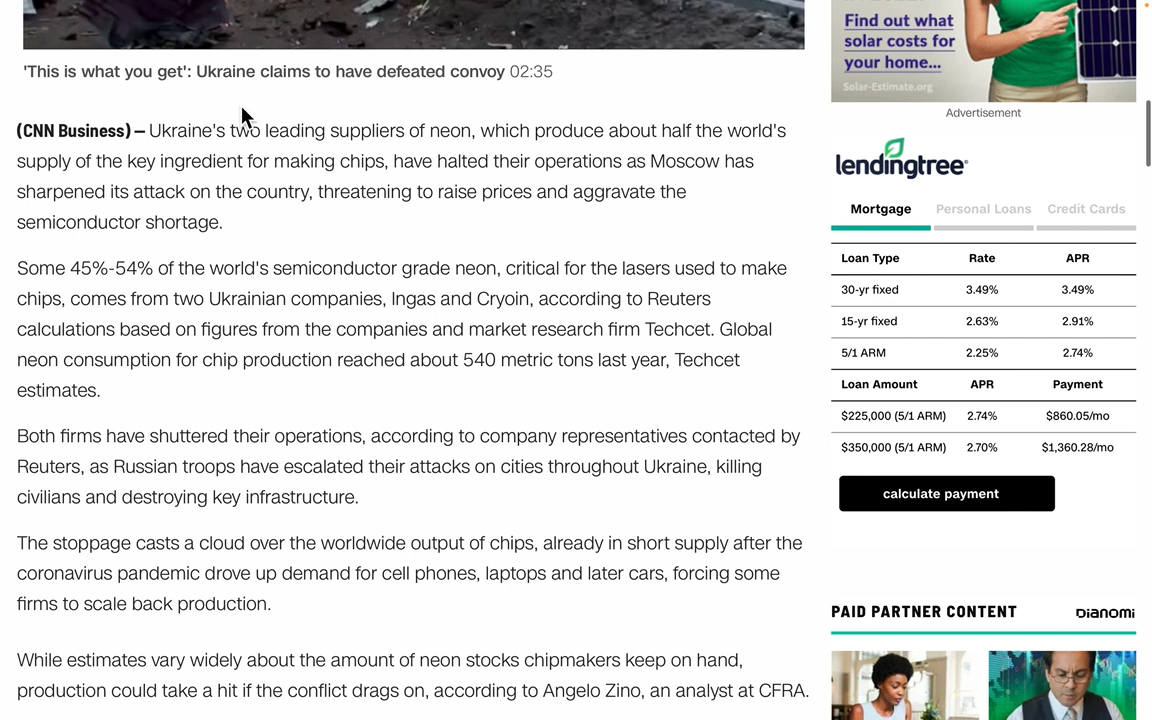 'This is what you get': Ukraine claims to have defeated convoy 02:35
(CNN Business) — Ukraine's two leading suppliers of neon, which produce about half the world's
supply of the key ingredient for making chips, have halted their operations as Moscow has
sharpened its attack on the country, threatening to raise prices and aggravate the
semiconductor shortage.
Some 45%-54% of the world's semiconductor grade neon, critical for the lasers used to make
chips, comes from two Ukrainian companies, Ingas and Cryoin, according to Reuters
calculations based on figures from the companies and market research firm Techcet. Global
neon consumption for chip production reached about 540 metric tons last year, Techcet
estimates.
Both firms have shuttered their operations, according to company representatives contacted by
Reuters, as Russian troops have escalated their attacks on cities throughout Ukraine, killing
civilians and destroying key infrastructure.
The stoppage casts a cloud over the worldwide output of chips, already in short supply after the
coronavirus pandemic drove up demand for cell phones, laptops and later cars, forcing some
firms to scale back production.
While estimates vary widely about the amount of neon stocks chipmakers keep on hand,
production could take a hit if the conflict drags on, according to Angelo Zino, an analyst at CFRA.
Find out what
solar costs for
your home...
Solar-Estimate.org
Advertisement
lendingtree
Mortgage Personal Loans Credit Cards
Loan Type Rate APR
30-yr fixed 3.49% 3.49%
15-yr fixed 2.63% 2.91%
5/1 ARM 2.25% 2.74%
Loan Amount APR Payment
$225,000 (5/1 ARM) 2.74% $860.05/mo
$350,000 (5/1 ARM) 2.70% $1,360.28/mo
calculate payment
PAID PARTNER CONTENT DIANOMI